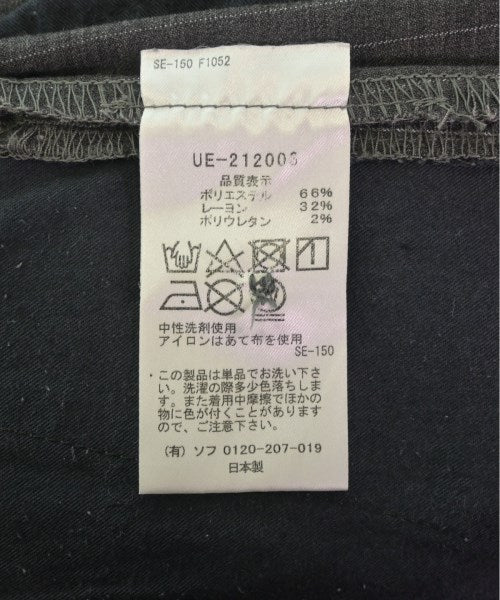 SE-160 F1052
UE-212003
品質表示
ポリエステル 66%
レーヨン 32%
ポリウレタン 2%
中性洗剤使用
アイロンはあて布を使用
SE-150
・この製品は単品でお洗い下さ
い。洗濯の際多少色落ちしま
す。また着用中摩擦でほかの
物に色が付くことがあります
ので、ご注意下さい。
(有) ソフ 0120-207-019
日本製